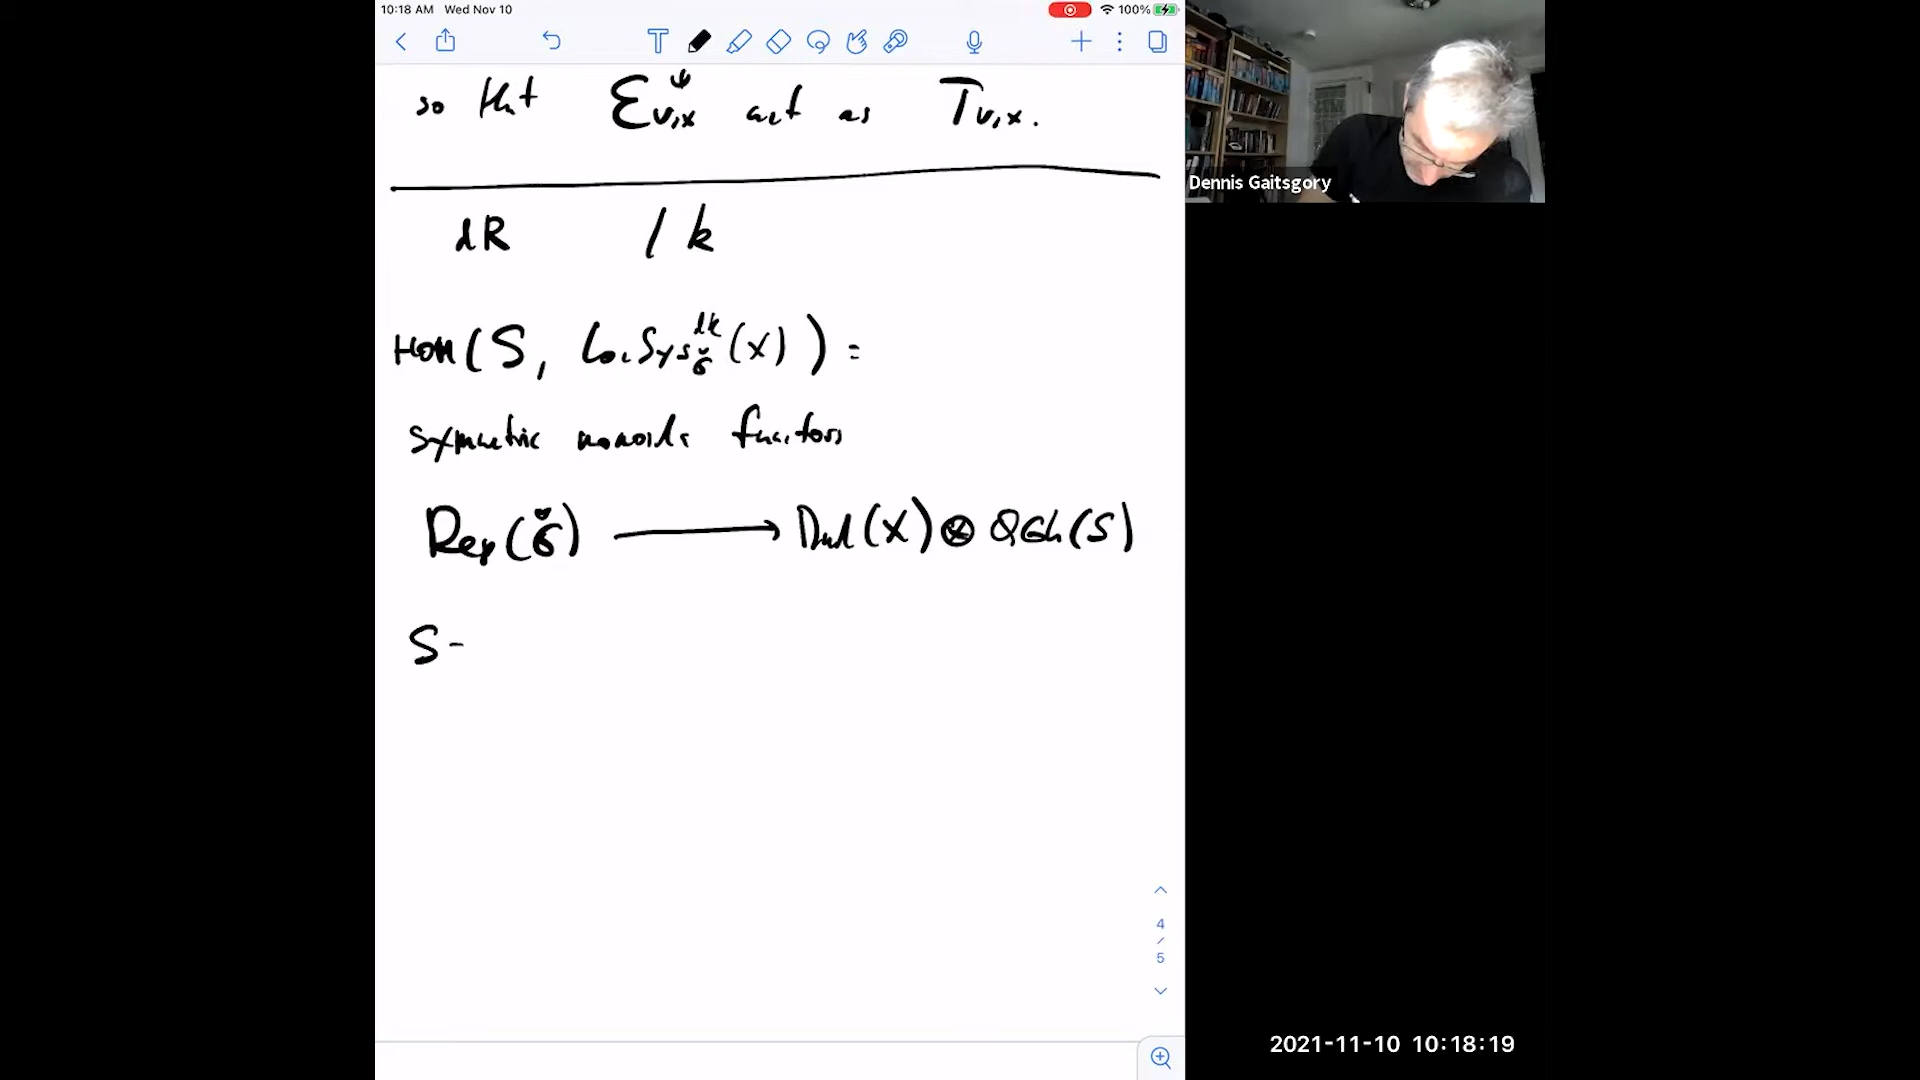 10:18 AM Wed Nov 10
100%
so that Ɛ^ψ_{V,x} act as T_{V,x}.
dR / k
Hom(S, LocSys^{dR}_{Ǧ}(X)) =
symmetric functors
Rep(Ǧ) ⟶ Dmod(X) ⊗ QCoh(S)
S -
4
/
5
Dennis Gaitsgory
2021-11-10 10:18:19